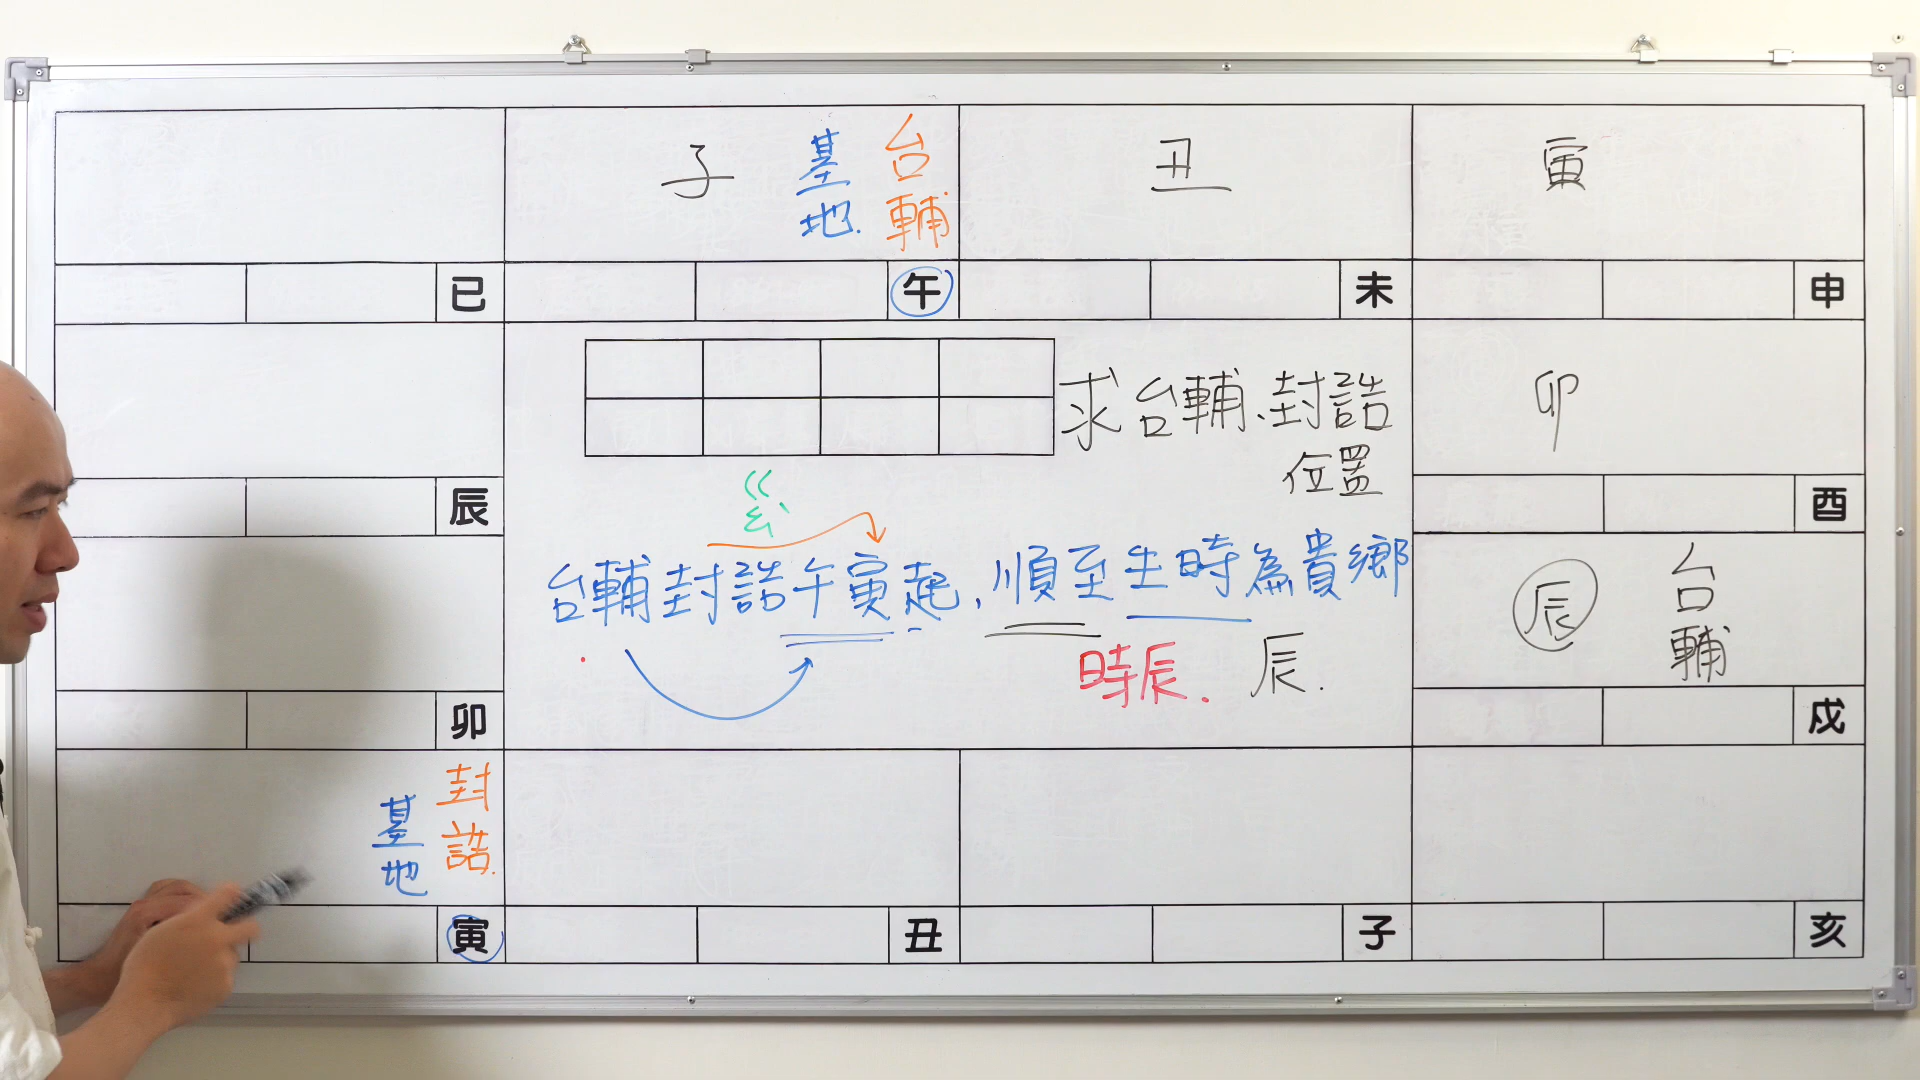 子
基地.
台輔
丑
寅
巳
午
未
申
求台輔、封誥
位置
卯
辰
酉
ㄍㄠˋ
台輔封誥午寅起,順至生時為貴鄉
時辰.
辰.
辰
台輔
卯
戌
基地
封誥.
寅
丑
子
亥